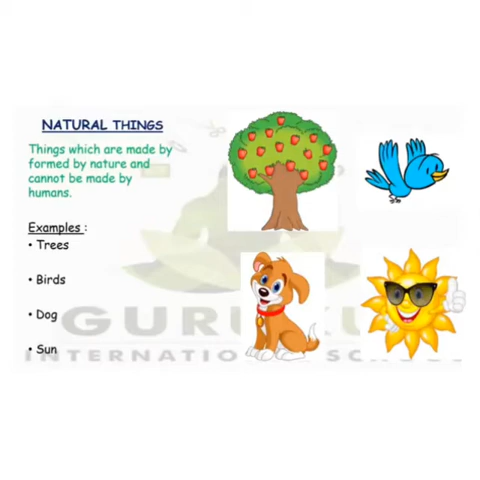 NATURAL THINGS
Things which are made by
formed by nature and
cannot be made by
humans.
Examples :
• Trees
• Birds
• Dog
• Sun
INTERNATIONAL